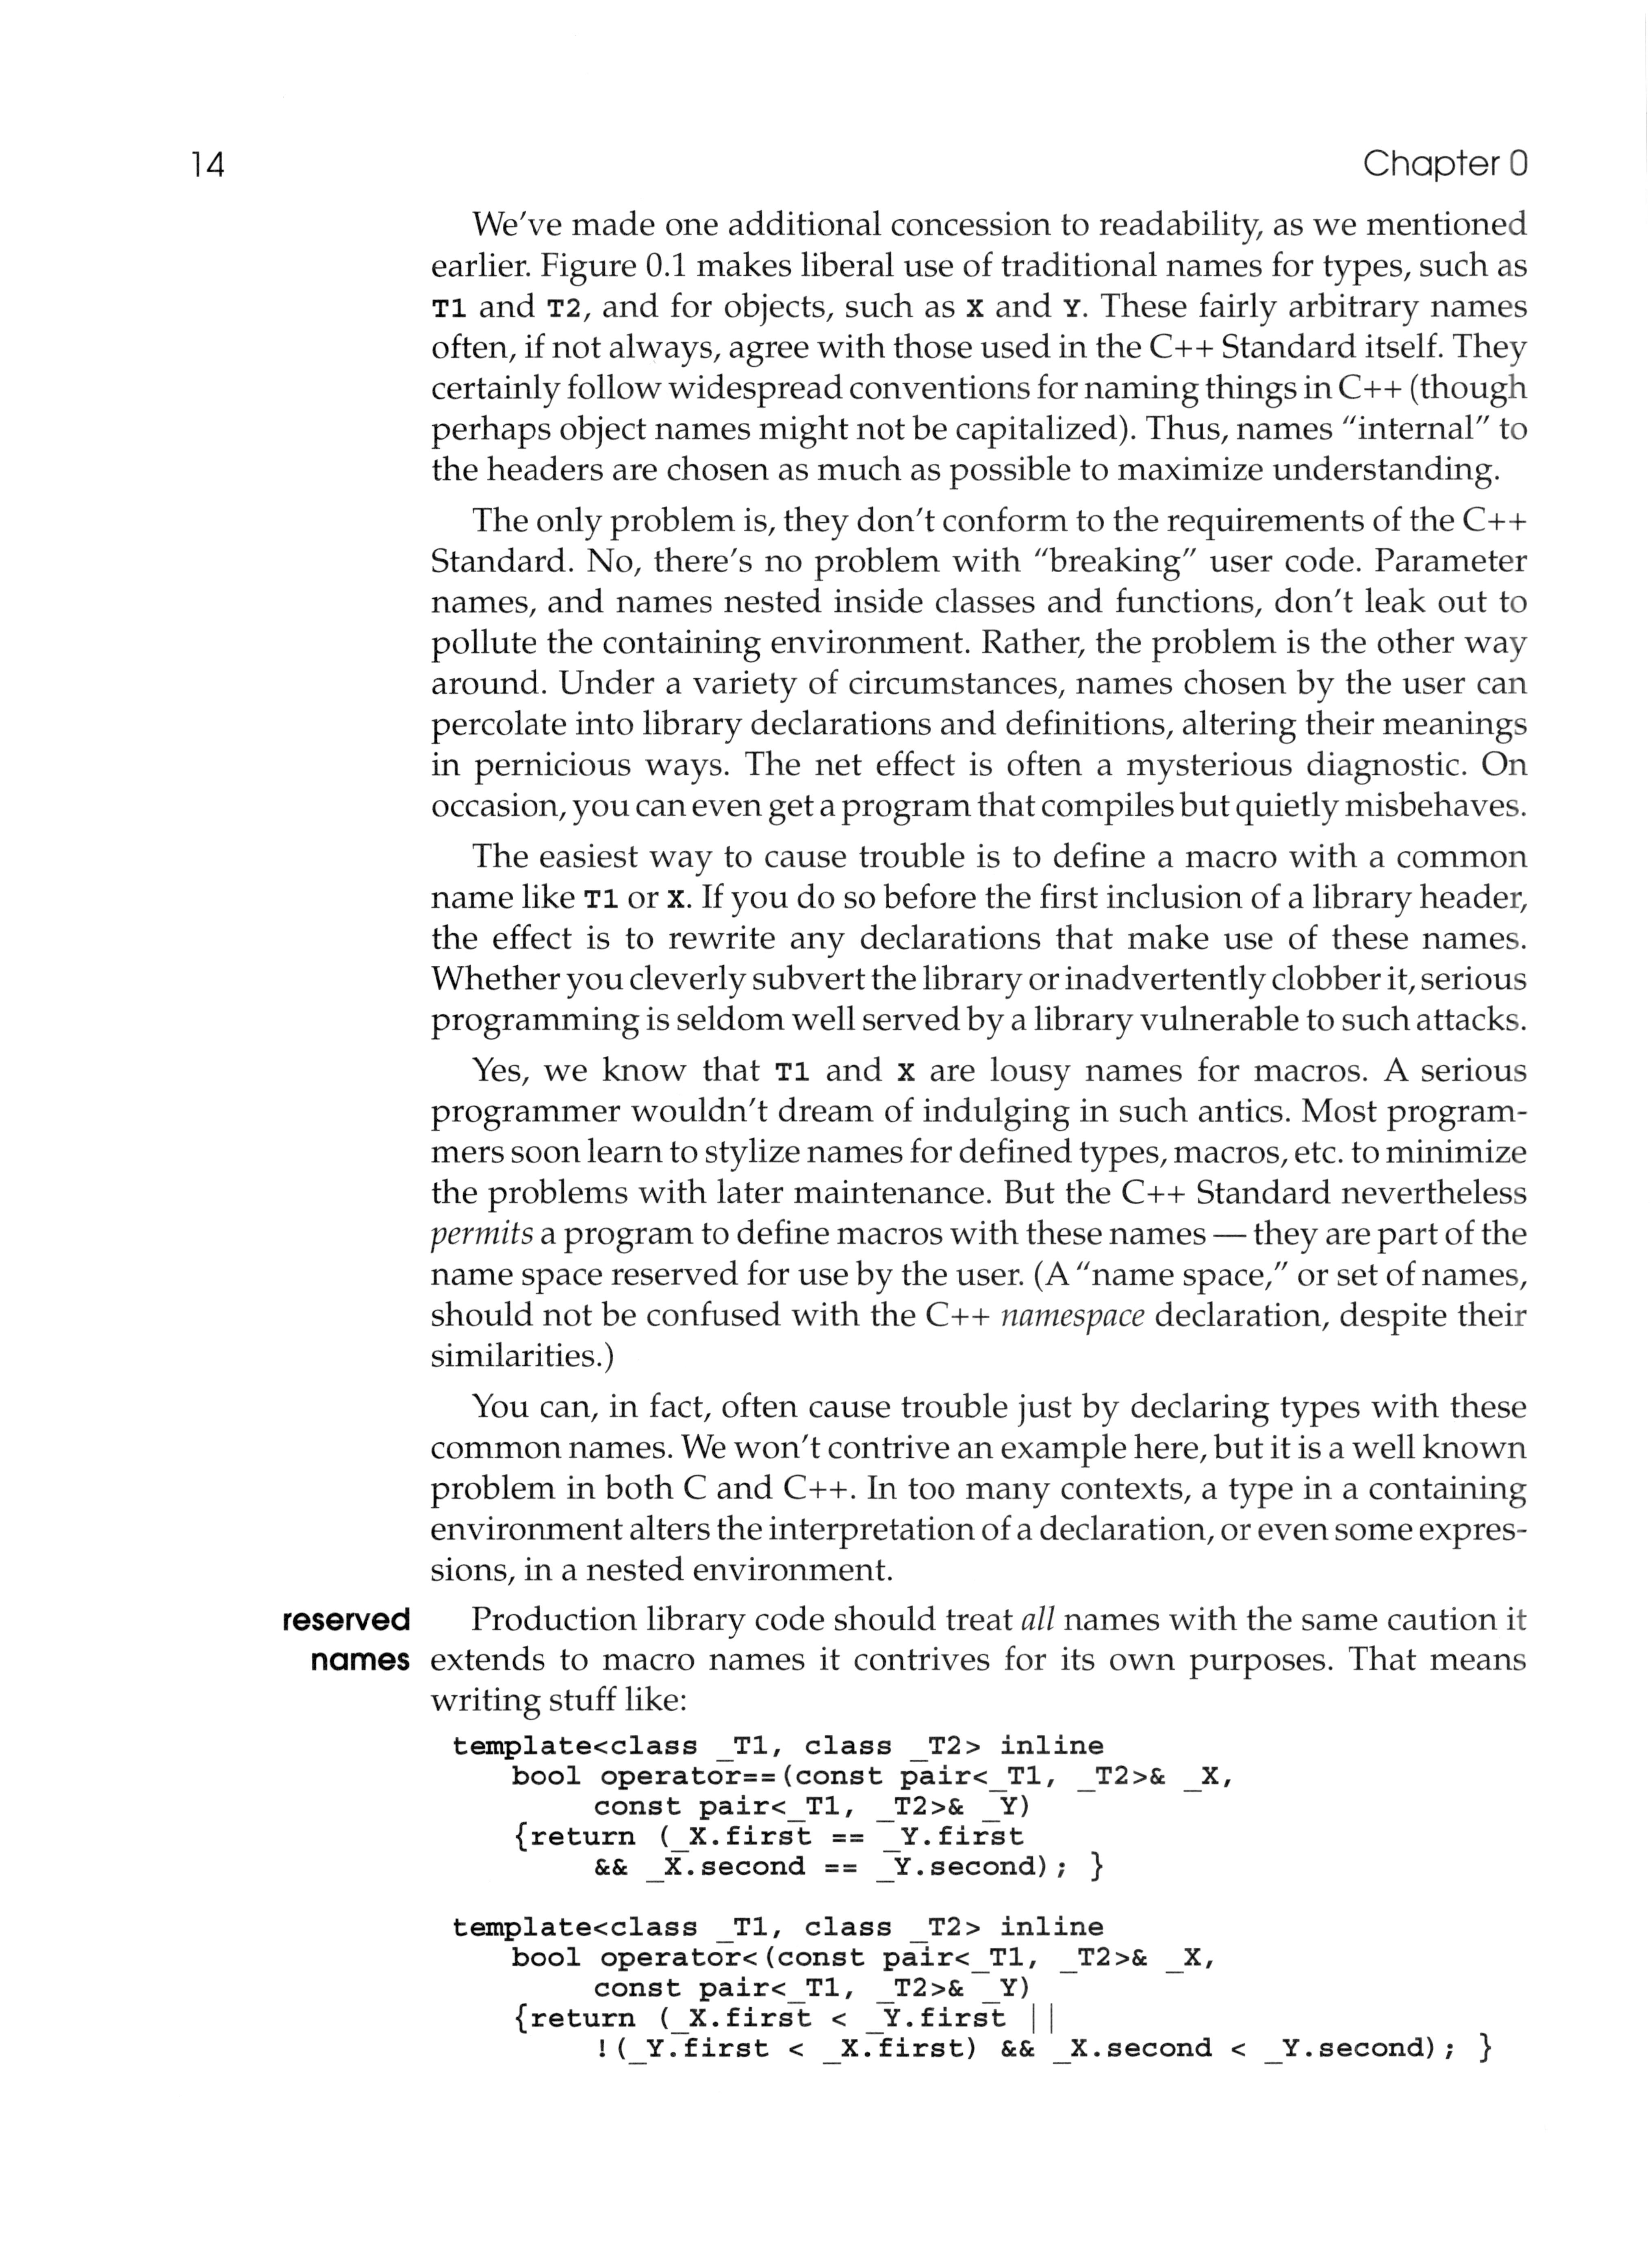 14 Chapter 0
We've made one additional concession to readability, as we mentioned
earlier. Figure 0.1 makes liberal use of traditional names for types, such as
T1 and T2, and for objects, such as X and Y. These fairly arbitrary names
often, if not always, agree with those used in the C++ Standard itself. They
certainly follow widespread conventions for naming things in C++ (though
perhaps object names might not be capitalized). Thus, names "internal" to
the headers are chosen as much as possible to maximize understanding.
The only problem is, they don't conform to the requirements of the C++
Standard. No, there's no problem with "breaking" user code. Parameter
names, and names nested inside classes and functions, don't leak out to
pollute the containing environment. Rather, the problem is the other way
around. Under a variety of circumstances, names chosen by the user can
percolate into library declarations and definitions, altering their meanings
in pernicious ways. The net effect is often a mysterious diagnostic. On
occasion, you can even get a program that compiles but quietly misbehaves.
The easiest way to cause trouble is to define a macro with a common
name like T1 or X. If you do so before the first inclusion of a library header,
the effect is to rewrite any declarations that make use of these names.
Whether you cleverly subvert the library or inadvertently clobber it, serious
programming is seldom well served by a library vulnerable to such attacks.
Yes, we know that T1 and X are lousy names for macros. A serious
programmer wouldn't dream of indulging in such antics. Most program-
mers soon learn to stylize names for defined types, macros, etc. to minimize
the problems with later maintenance. But the C++ Standard nevertheless
permits a program to define macros with these names — they are part of the
name space reserved for use by the user. (A "name space," or set of names,
should not be confused with the C++ namespace declaration, despite their
similarities.)
You can, in fact, often cause trouble just by declaring types with these
common names. We won't contrive an example here, but it is a well known
problem in both C and C++. In too many contexts, a type in a containing
environment alters the interpretation of a declaration, or even some expres-
sions, in a nested environment.
reserved Production library code should treat all names with the same caution it
names extends to macro names it contrives for its own purposes. That means
writing stuff like:
template<class _T1, class _T2> inline
bool operator==(const pair<_T1, _T2>& _X,
const pair<_T1, _T2>& _Y)
{return (_X.first == _Y.first
&& _X.second == _Y.second); }
template<class _T1, class _T2> inline
bool operator<(const pair<_T1, _T2>& _X,
const pair<_T1, _T2>& _Y)
{return (_X.first < _Y.first ||
!(_Y.first < _X.first) && _X.second < _Y.second); }